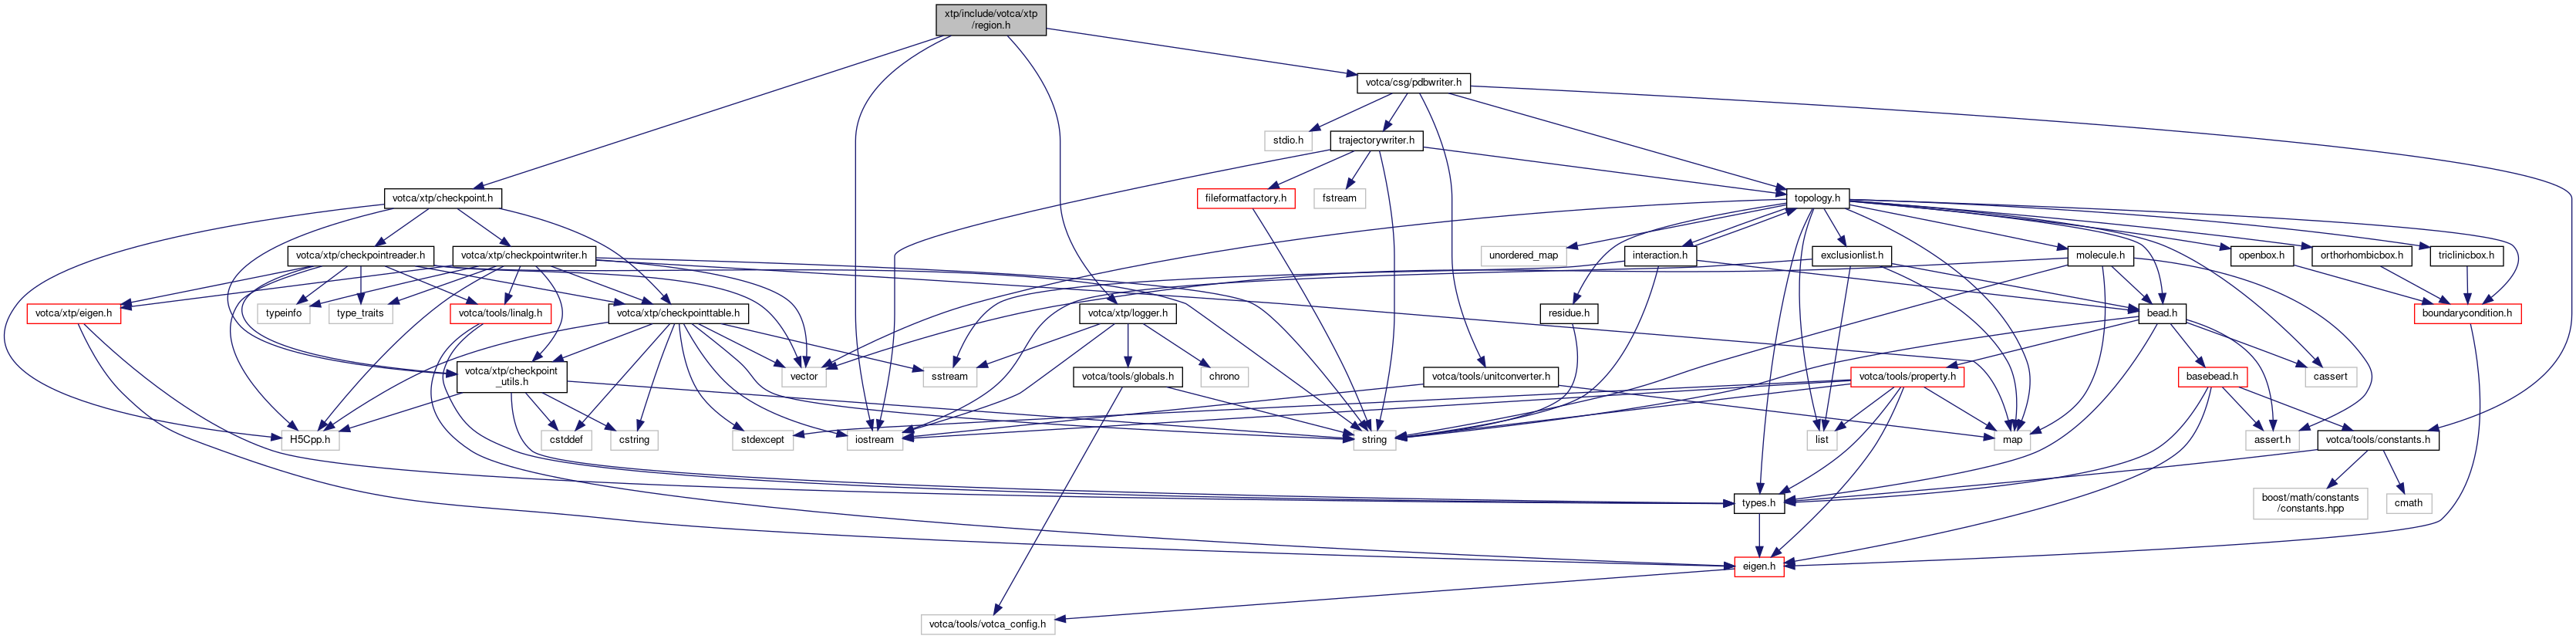 xtp/include/votca/xtp
/region.h
votca/csg/pdbwriter.h
stdio.h
trajectorywriter.h
votca/xtp/checkpoint.h
fileformatfactory.h
fstream
topology.h
votca/xtp/checkpointreader.h
votca/xtp/checkpointwriter.h
unordered_map
interaction.h
exclusionlist.h
molecule.h
openbox.h
orthorhombicbox.h
triclinicbox.h
votca/xtp/eigen.h
typeinfo
type_traits
votca/tools/linalg.h
votca/xtp/checkpointtable.h
votca/xtp/logger.h
residue.h
bead.h
boundarycondition.h
votca/xtp/checkpoint
_utils.h
vector
sstream
votca/tools/globals.h
chrono
votca/tools/unitconverter.h
votca/tools/property.h
basebead.h
cassert
H5Cpp.h
cstddef
cstring
stdexcept
iostream
string
list
map
assert.h
votca/tools/constants.h
types.h
boost/math/constants
/constants.hpp
cmath
eigen.h
votca/tools/votca_config.h